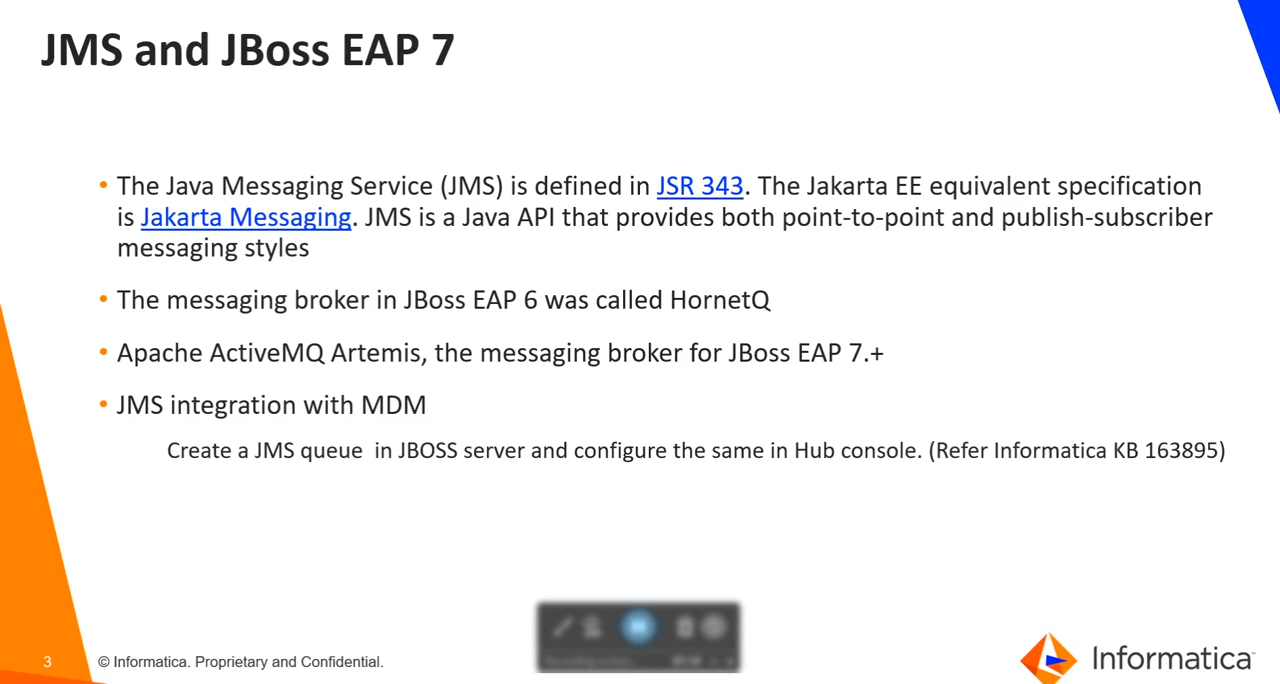 JMS and JBoss EAP 7
• The Java Messaging Service (JMS) is defined in JSR 343. The Jakarta EE equivalent specification
is Jakarta Messaging. JMS is a Java API that provides both point-to-point and publish-subscriber
messaging styles
• The messaging broker in JBoss EAP 6 was called HornetQ
• Apache ActiveMQ Artemis, the messaging broker for JBoss EAP 7.+
• JMS integration with MDM
Create a JMS queue  in JBOSS server and configure the same in Hub console. (Refer Informatica KB 163895)
3
© Informatica. Proprietary and Confidential.
Informatica™